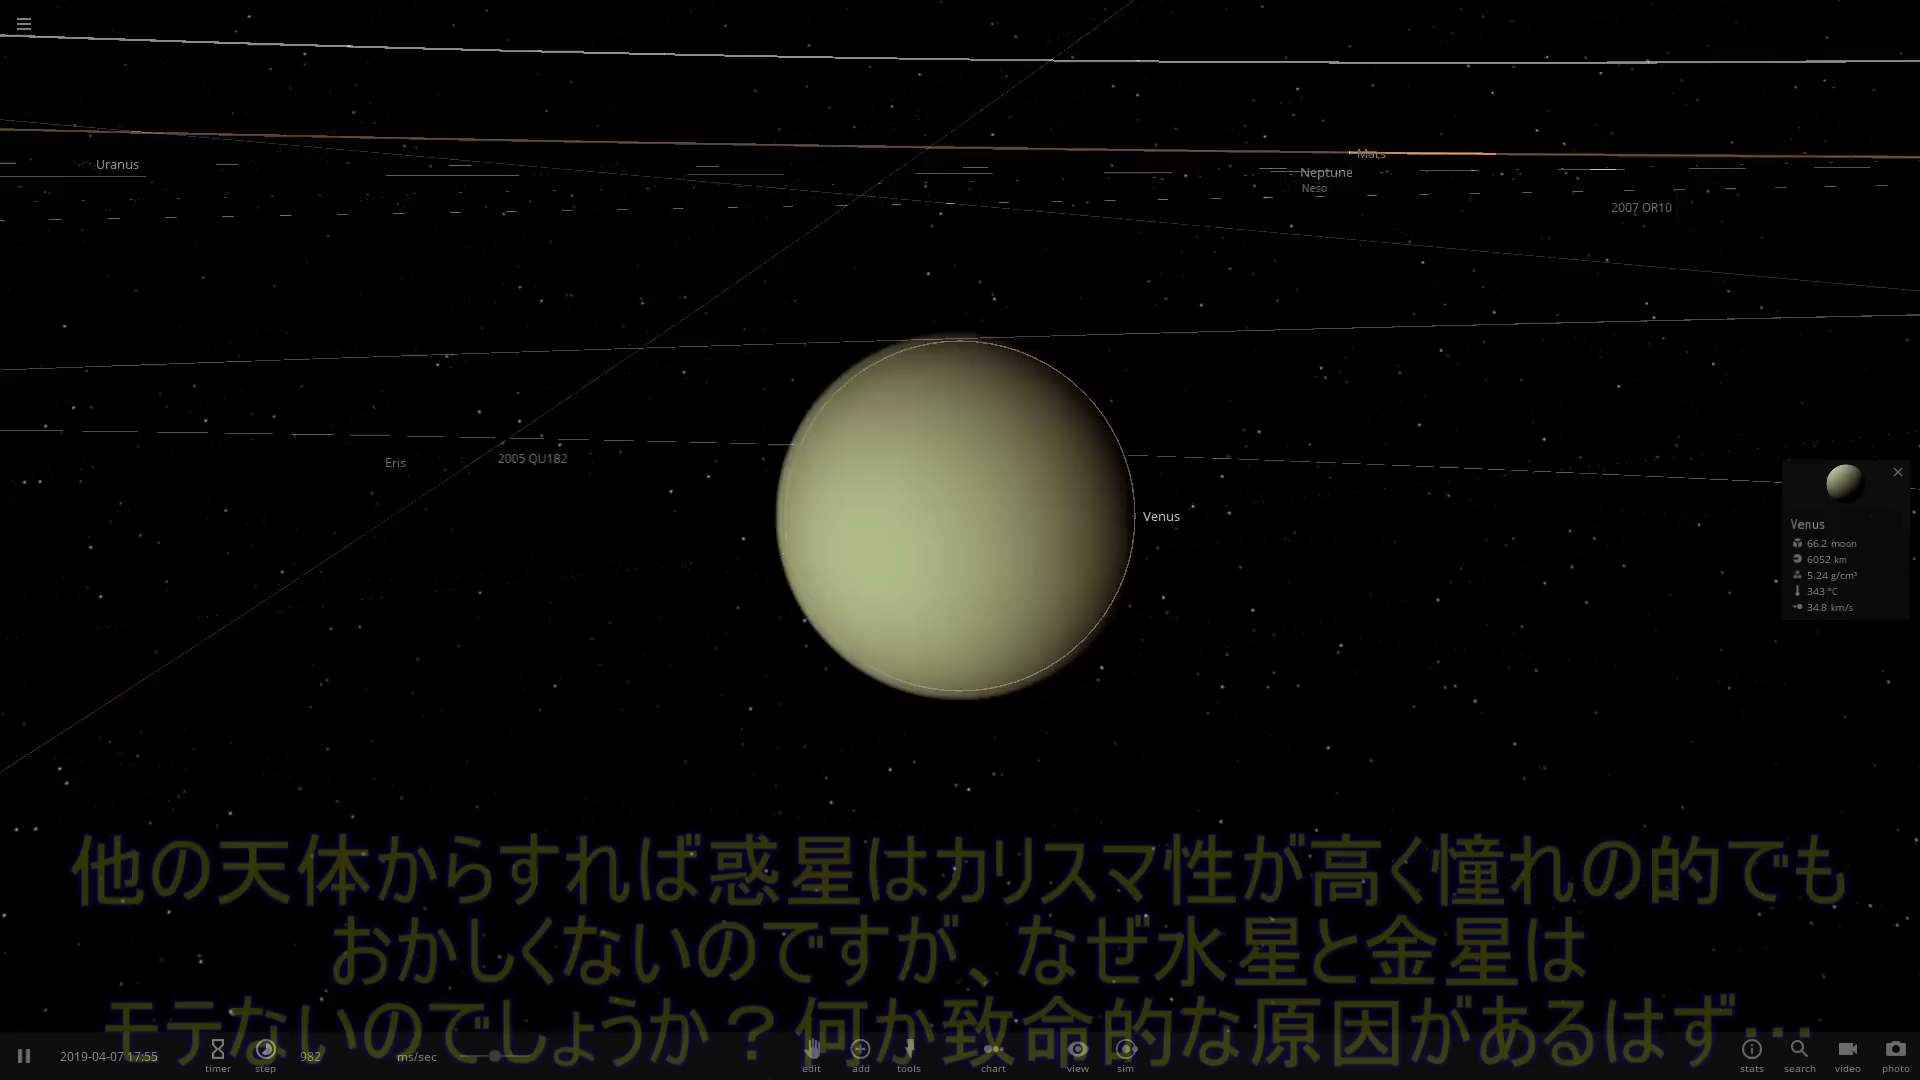 Uranus
Mars
Neptune
Neso
2007 OR10
Eris
2005 QU182
Venus
Venus
66.2 moon
6052 km
5.24 g/cm³
343 °C
34.8 km/s
他の天体からすれば惑星はカリスマ性が高く憧れの的でも
おかしくないのですが、なぜ水星と金星は
モテないのでしょうか？何か致命的な原因があるはず…
2019-04-07 17:55
timer
step
982
ms/sec
edit
add
tools
chart
view
sim
stats
search
video
photo